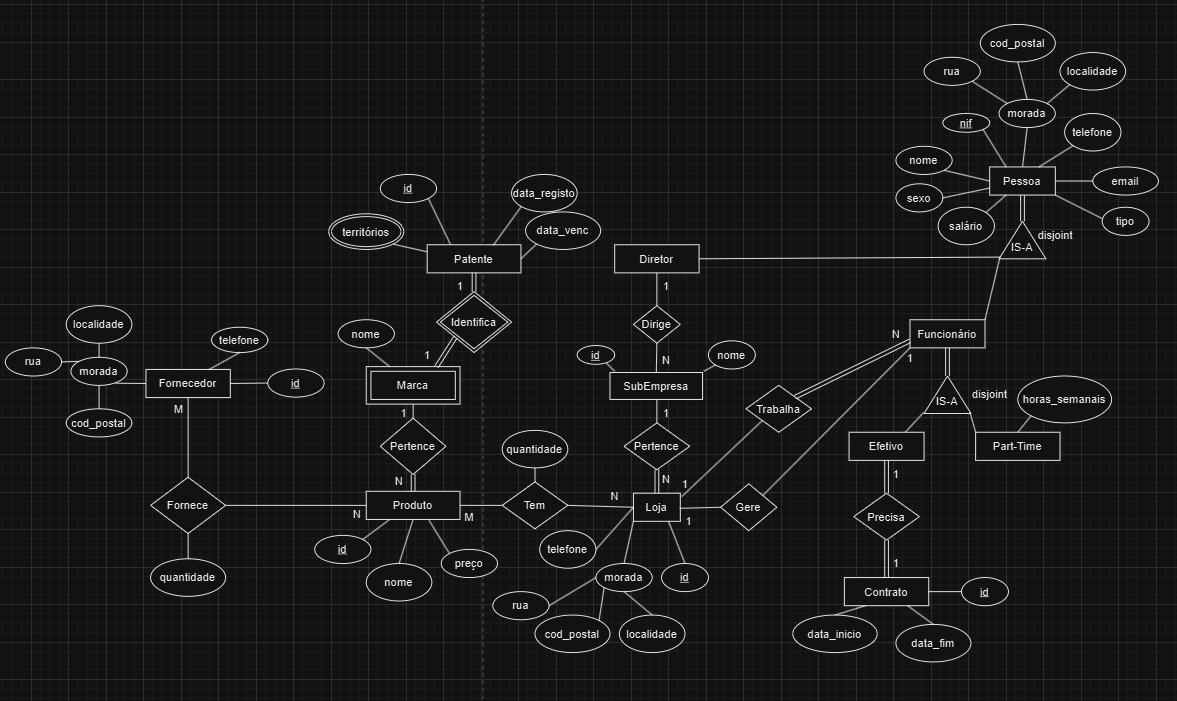 cod_postal
rua
localidade
morada
nif
telefone
nome
Pessoa
email
sexo
salário
tipo
disjoint
IS-A
id
data_registo
territórios
data_venc
Patente
Diretor
1
1
Identifica
Dirige
localidade
nome
telefone
N
Funcionário
rua
morada
1
id
N
nome
1
Fornecedor
id
Marca
SubEmpresa
disjoint
IS-A
horas_semanais
M
cod_postal
1
1
Trabalha
Pertence
quantidade
Pertence
Efetivo
Part-Time
1
N
N
1
Fornece
N
Produto
M
Tem
N
Loja
1
Gere
Precisa
id
nome
preço
telefone
1
quantidade
morada
id
Contrato
id
rua
cod_postal
localidade
data_inicio
data_fim